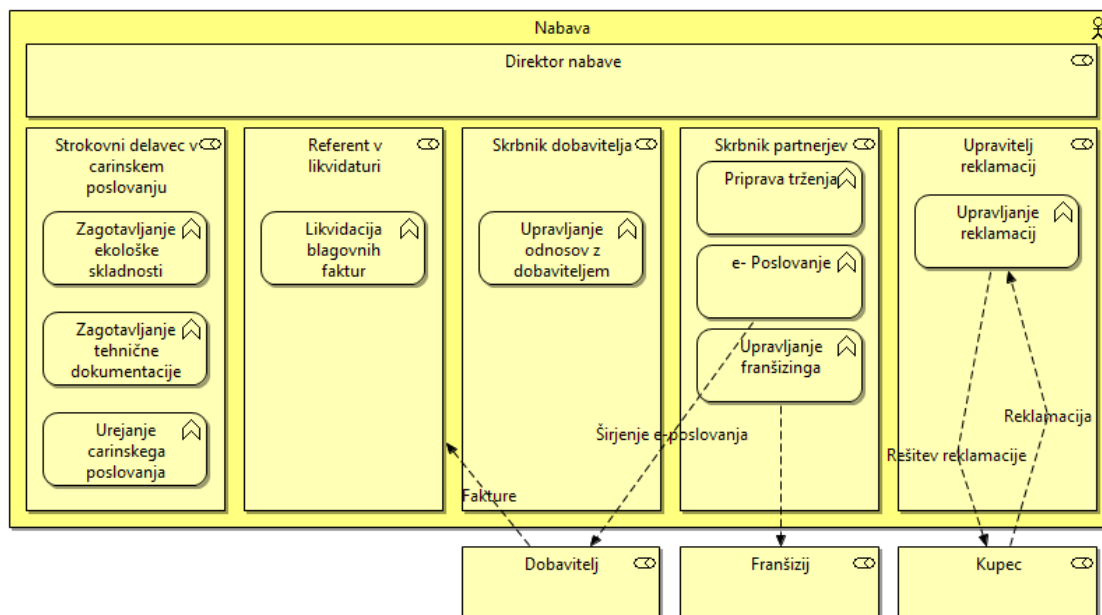 Nabava
Direktor nabave
Strokovni delavec v
carinskem
poslovanju
Zagotavljanje
ekološke
skladnosti
Zagotavljanje
tehnične
dokumentacije
Urejanje
carinskega
poslovanja
Referent v
likvidaturi
Likvidacija
blagovnih
faktur
Skrbnik dobavitelja
Upravljanje
odnosov z
dobaviteljem
Skrbnik partnerjev
Priprava trženja
e- Poslovanje
Upravljanje
franšizinga
Upravitelj
reklamacij
Upravljanje
reklamacij
Širjenje e-poslovanja
Reklamacija
Rešitev reklamacije
Fakture
Dobavitelj
Franšizij
Kupec